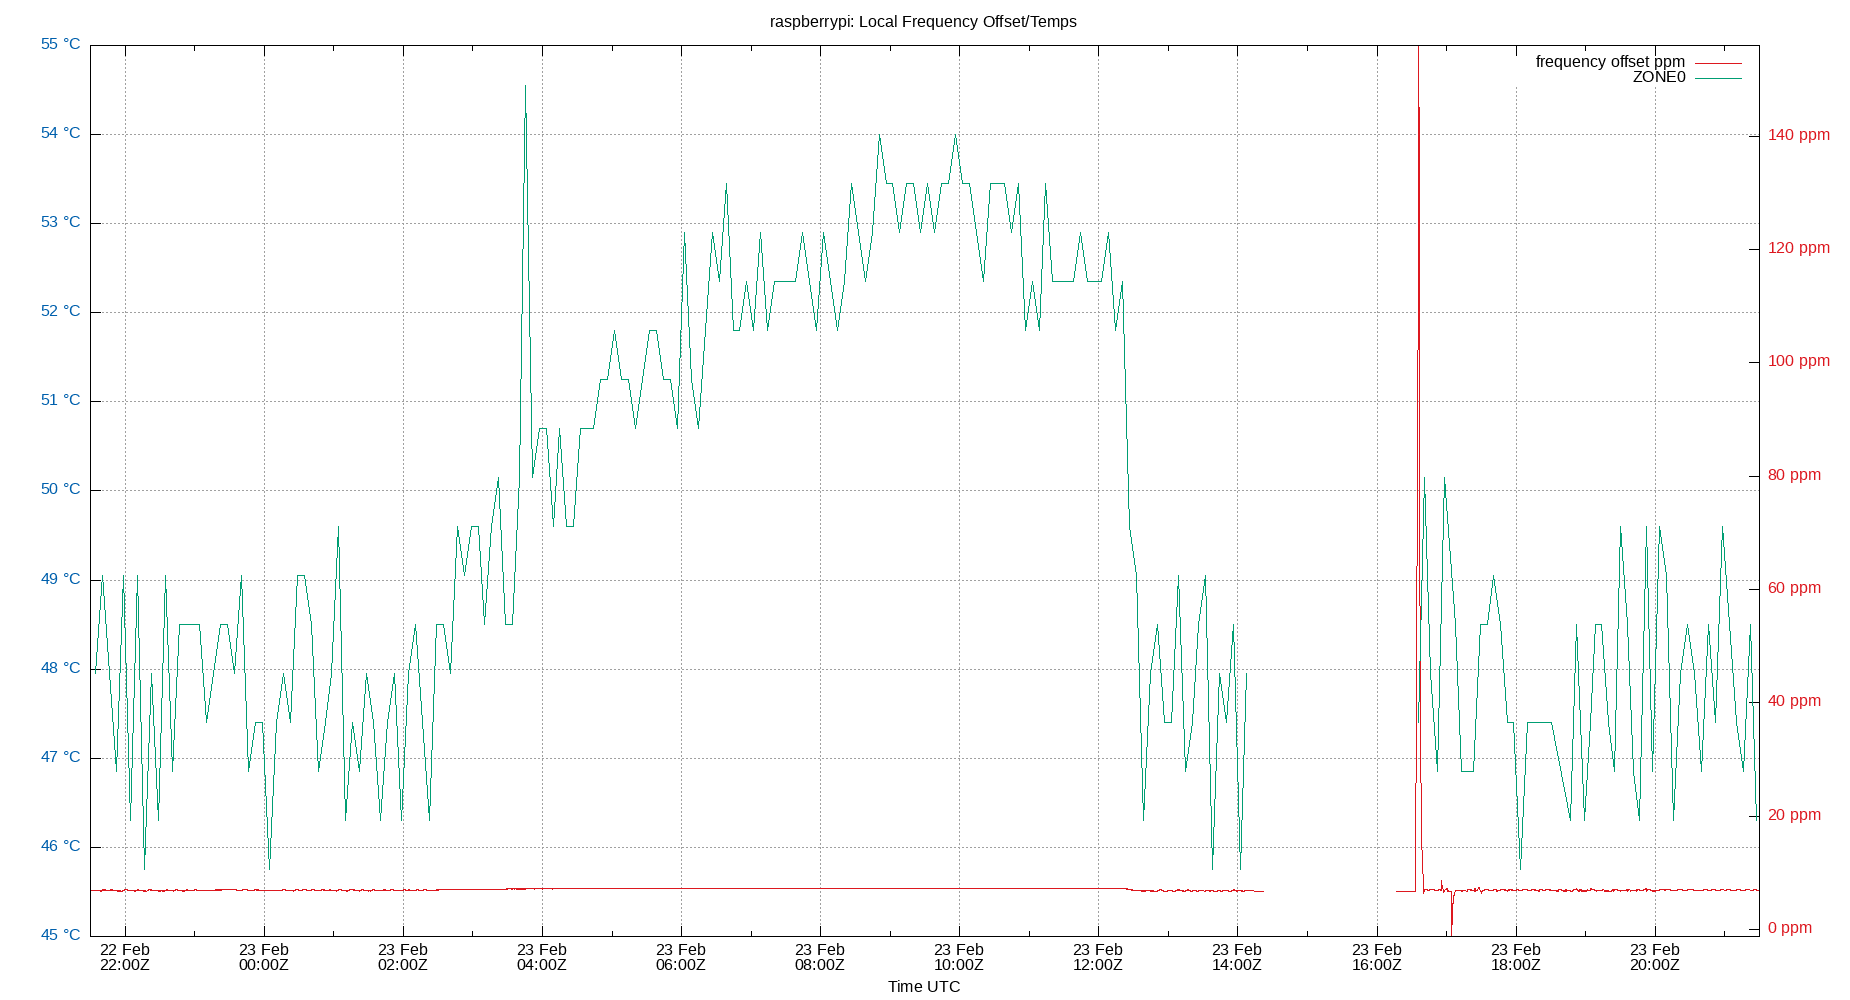 raspberrypi: Local Frequency Offset/Temps
frequency offset ppm
ZONE0
55 °C
54 °C
53 °C
52 °C
51 °C
50 °C
49 °C
48 °C
47 °C
46 °C
45 °C
140 ppm
120 ppm
100 ppm
80 ppm
60 ppm
40 ppm
20 ppm
0 ppm
22 Feb
22:00Z
23 Feb
00:00Z
23 Feb
02:00Z
23 Feb
04:00Z
23 Feb
06:00Z
23 Feb
08:00Z
23 Feb
10:00Z
23 Feb
12:00Z
23 Feb
14:00Z
23 Feb
16:00Z
23 Feb
18:00Z
23 Feb
20:00Z
Time UTC